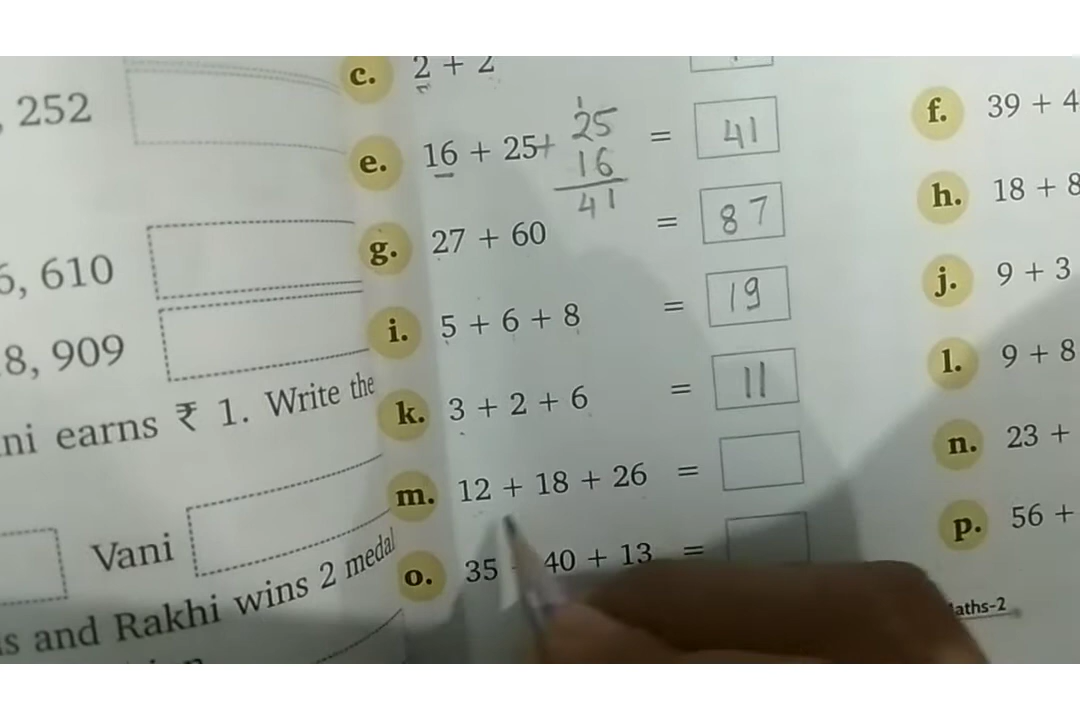 , 252
, 610
8, 909
ni earns ₹ 1. Write the
Vani
s and Rakhi wins 2 medal
c. 2 + 2
e. 16 + 25+ = 41
1
25
16
41
g. 27 + 60 = 87
i. 5 + 6 + 8 = 19
k. 3 + 2 + 6 = 11
m. 12 + 18 + 26 =
o. 35 40 + 13 =
f. 39 + 4
h. 18 + 8
j. 9 + 3
l. 9 + 8
n. 23 +
p. 56 +
aths-2